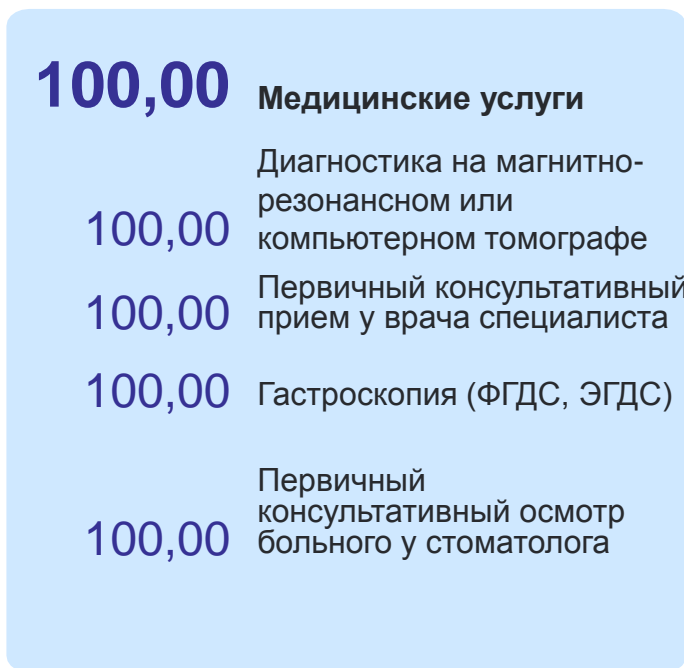 100,00 Медицинские услуги
Диагностика на магнитно-
резонансном или
100,00 компьютерном томографе
Первичный консультативный
100,00 прием у врача специалиста
100,00 Гастроскопия (ФГДС, ЭГДС)
Первичный
консультативный осмотр
100,00 больного у стоматолога